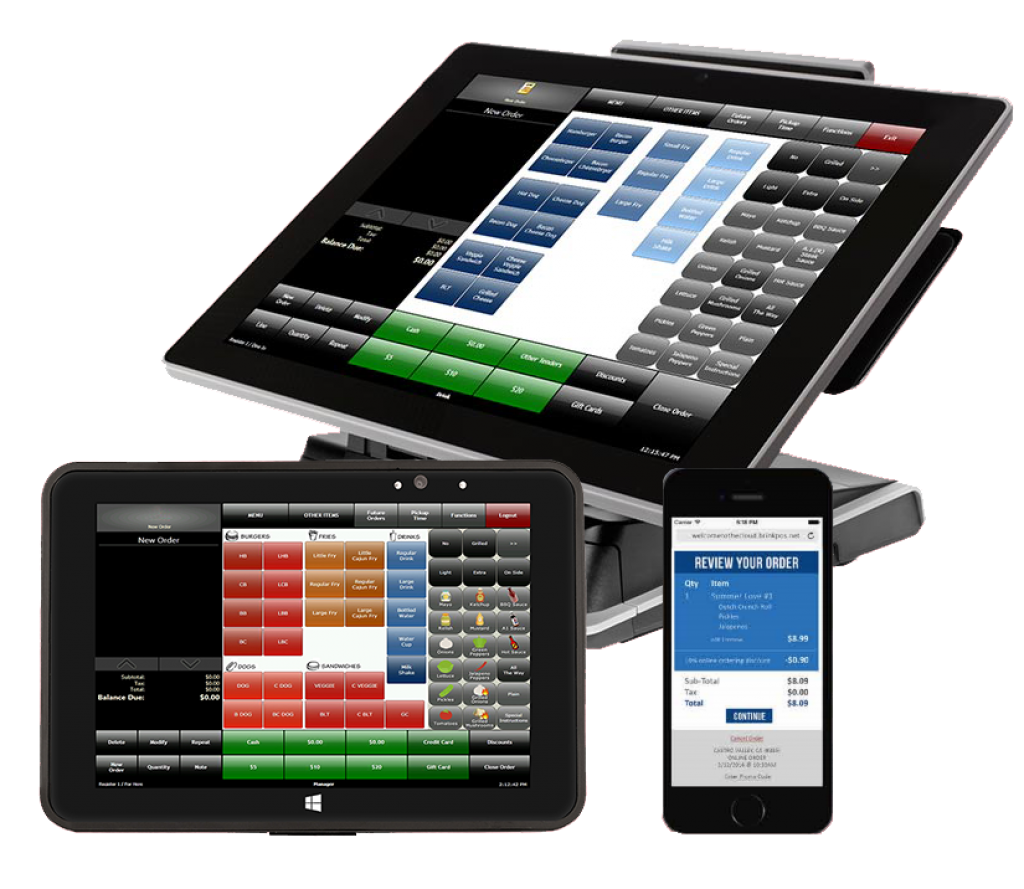 New Order
MENU
OTHER ITEMS
Future
Orders
Pickup
Time
Functions
Exit
New Order
Hamburger
Bacon
Burger
Small Fry
Regular
Drink
No
Grilled
>>
Cheeseburger
Bacon
Cheeseburger
Regular Fry
Large
Drink
Light
Extra
On Side
Hot Dog
Cheese Dog
Large Fry
Bottled
Water
Mayo
Ketchup
BBQ Sauce
Bacon Dog
Bacon
Cheese Dog
Milk
Shake
Relish
Mustard
A.1.(R)
Steak
Sauce
Veggie
Sandwich
Cheese
Veggie
Sandwich
Onions
Grilled
Onions
Hot Sauce
BLT
Grilled
Cheese
Lettuce
Grilled
Mushrooms
All
The Way
Pickles
Green
Peppers
Plain
Tomatoes
Jalapeno
Peppers
Special
Instructions
Subtotal: $0.00
Tax: $0.00
Total: $0.00
Balance Due: $0.00
New
Order
Delete
Modify
Cash
$0.00
Other Tenders
Discounts
Close Order
Line
Quantity
Repeat
$5
$10
$20
Gift Cards
Register 1 / Dine In
Brink
12:15:47 PM
New Order
MENU
OTHER ITEMS
Future
Orders
Pickup
Time
Functions
Logout
New Order
BURGERS
FRIES
DRINKS
No
Grilled
>>
HB
LHB
Little Fry
Little
Cajun Fry
Regular
Drink
Light
Extra
On Side
CB
LCB
Regular Fry
Regular
Cajun Fry
Large
Drink
Mayo
Ketchup
BBQ Sauce
BB
LBB
Large Fry
Large
Cajun Fry
Bottled
Water
Relish
Mustard
A1 Sauce
BC
LBC
Water
Cup
Onions
Green
Peppers
Hot Sauce
DOGS
SANDWICHES
Milk
Shake
Lettuce
Jalapeno
Peppers
All
The Way
DOG
C DOG
VEGGIE
C VEGGIE
Pickles
Grilled
Onions
Plain
B DOG
BC DOG
BLT
C BLT
GC
Tomatoes
Grilled
Mushrooms
Special
Instructions
Subtotal: $0.00
Tax: $0.00
Total: $0.00
Balance Due: $0.00
Delete
Modify
Repeat
Cash
$0.00
$0.00
Credit Card
Discounts
New
Order
Quantity
Note
$5
$10
$20
Gift Card
Close Order
Register 1 / For Here
Manager
2:12:42 PM
Carrier
6:18 PM
welcometothecloud.brinkpos.net
REVIEW YOUR ORDER
Qty Item
1 Summer Love #1
Dutch Crunch Roll
Pickles
Jalapenos
$8.99
10% online ordering discount -$0.90
Sub-Total $8.09
Tax $0.00
Total $8.09
CONTINUE
Cancel Order
CASTRO VALLEY, CA
ONLINE ORDER
Enter Promo Code